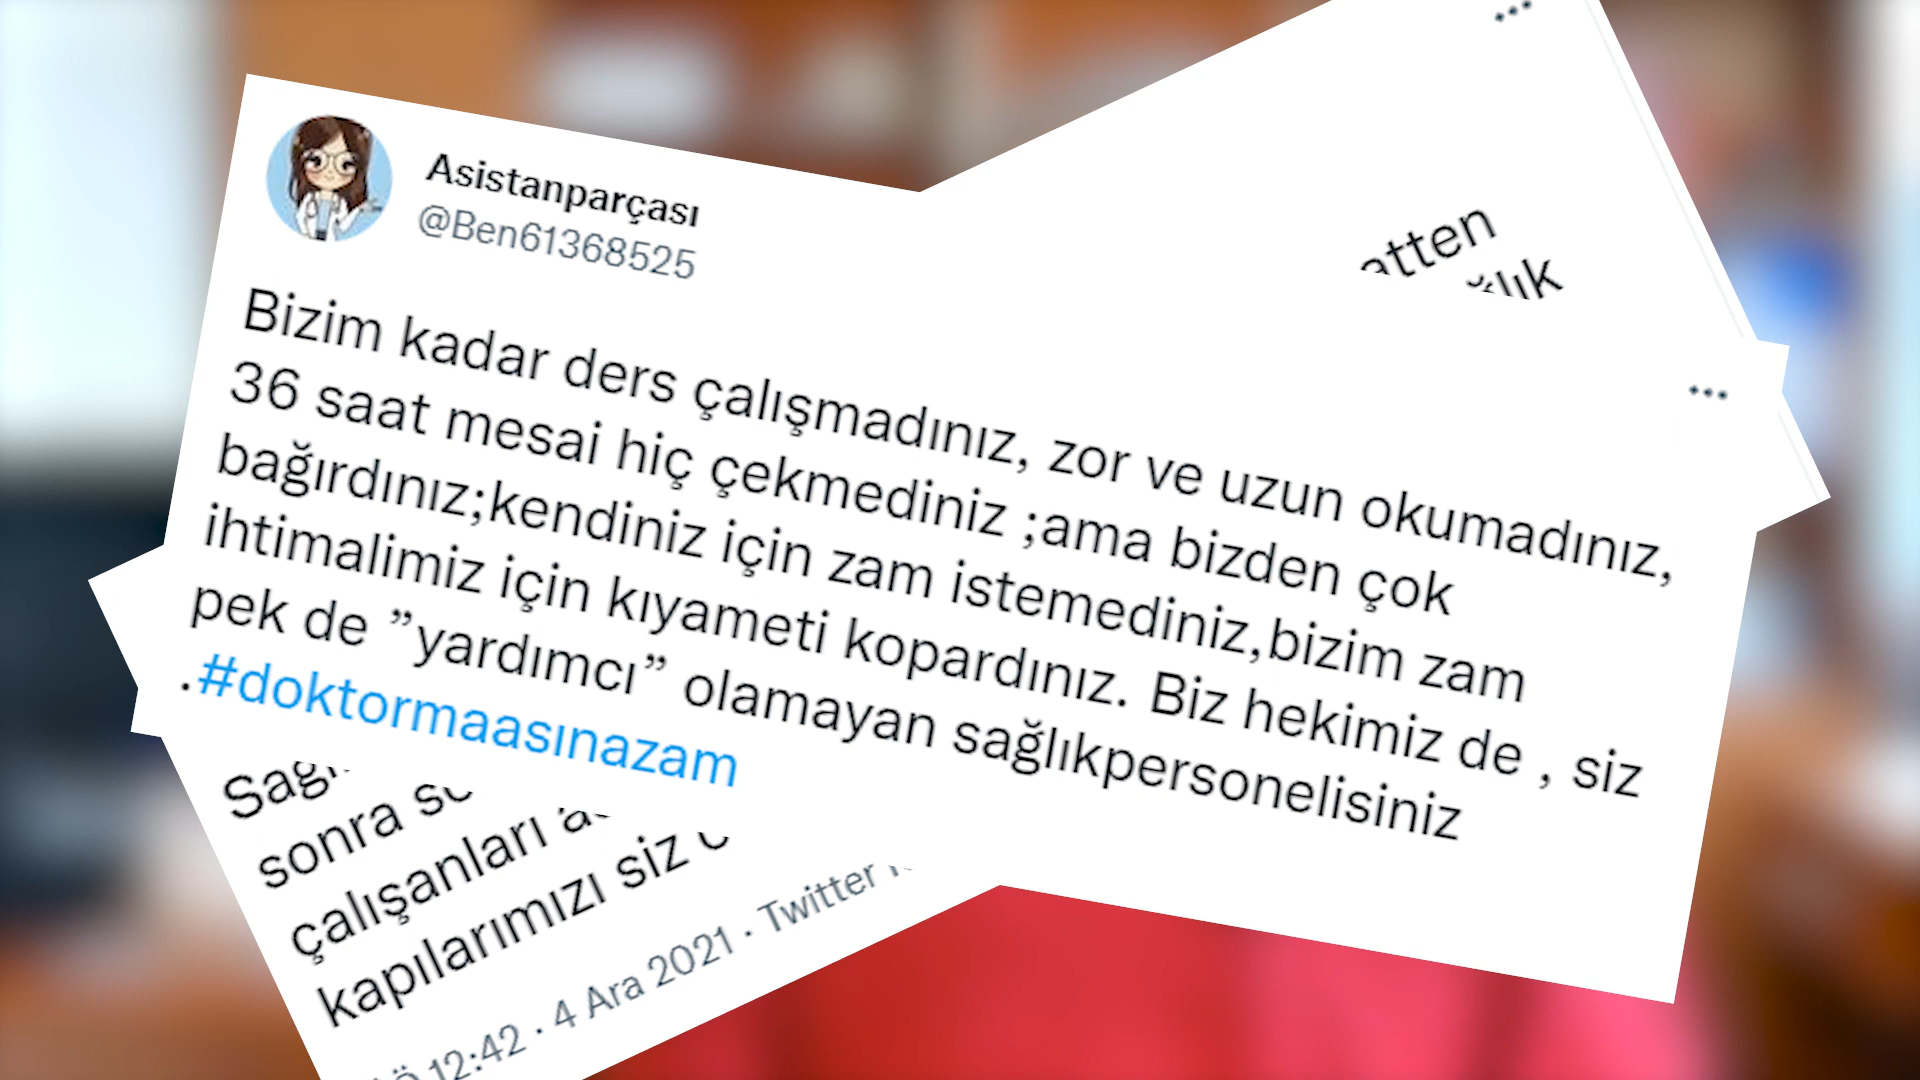 Asistanparçası
@Ben61368525
Bizim kadar ders çalışmadınız, zor ve uzun okumadınız,
36 saat mesai hiç çekmediniz ;ama bizden çok
bağırdınız;kendiniz için zam istemediniz,bizim zam
ihtimalimiz için kıyameti kopardınız. Biz hekimiz de , siz
pek de ”yardımcı” olamayan sağlıkpersonelisiniz
.#doktormaasınazam
sonra
çalışanları
kapılarımızı siz
12:42 · 4 Ara 2021 · Twitter